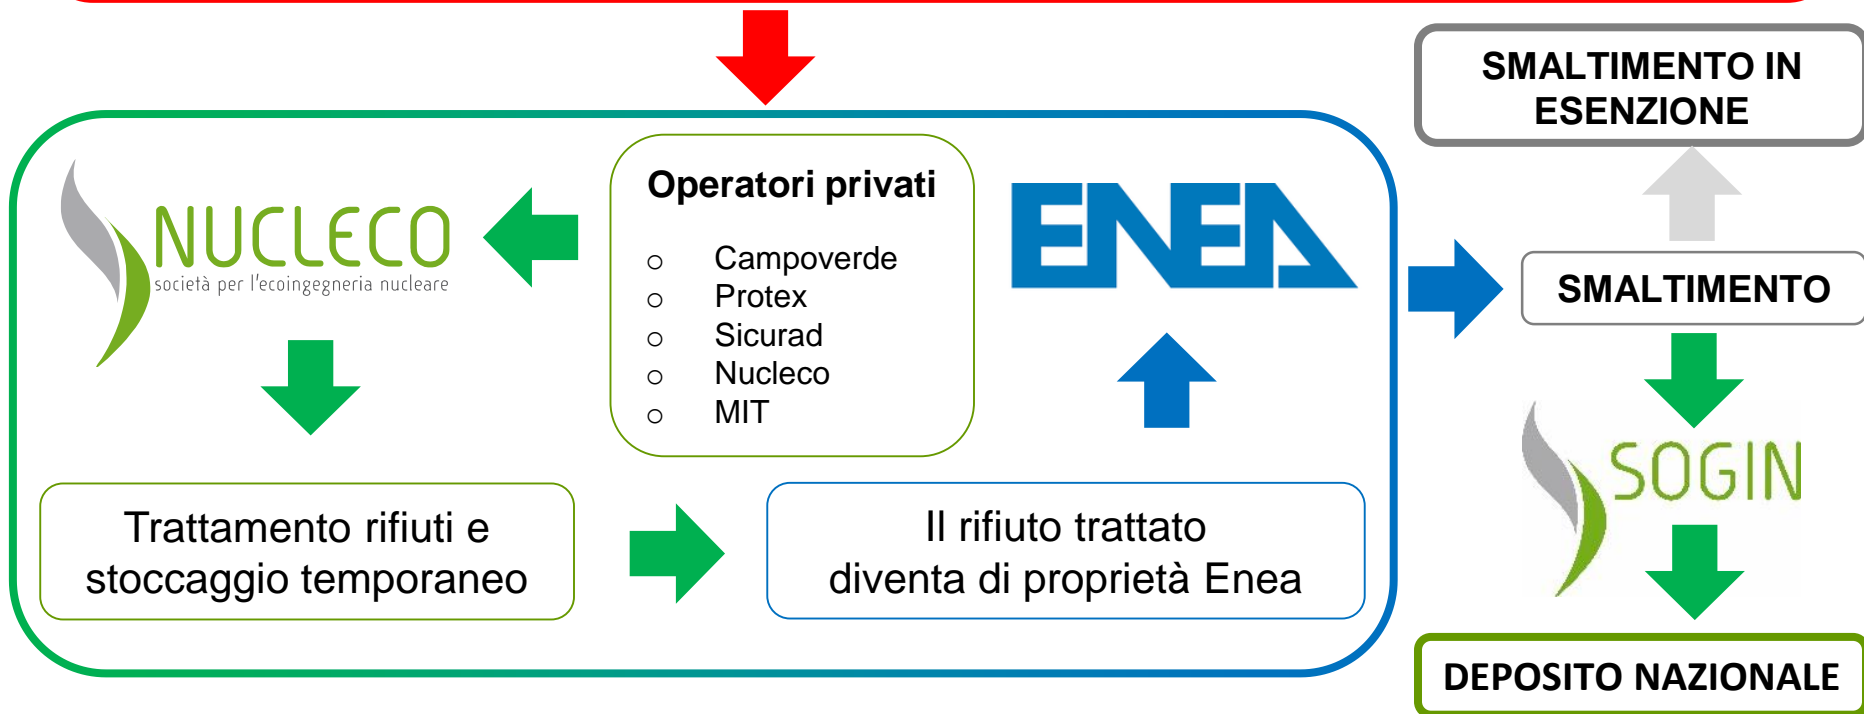 SMALTIMENTO IN
ESENZIONE
NUCLECO
società per l'ecoingegneria nucleare
Operatori privati
o Campoverde
o Protex
o Sicurad
o Nucleco
o MIT
ENEA
SMALTIMENTO
SOGIN
Trattamento rifiuti e
stoccaggio temporaneo
Il rifiuto trattato
diventa di proprietà Enea
DEPOSITO NAZIONALE